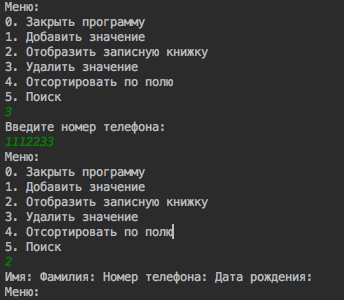 Меню:
0. Закрыть программу
1. Добавить значение
2. Отобразить записную книжку
3. Удалить значение
4. Отсортировать по полю
5. Поиск
3
Введите номер телефона:
1112233
Меню:
0. Закрыть программу
1. Добавить значение
2. Отобразить записную книжку
3. Удалить значение
4. Отсортировать по полю
5. Поиск
2
Имя: Фамилия: Номер телефона: Дата рождения:
Меню: